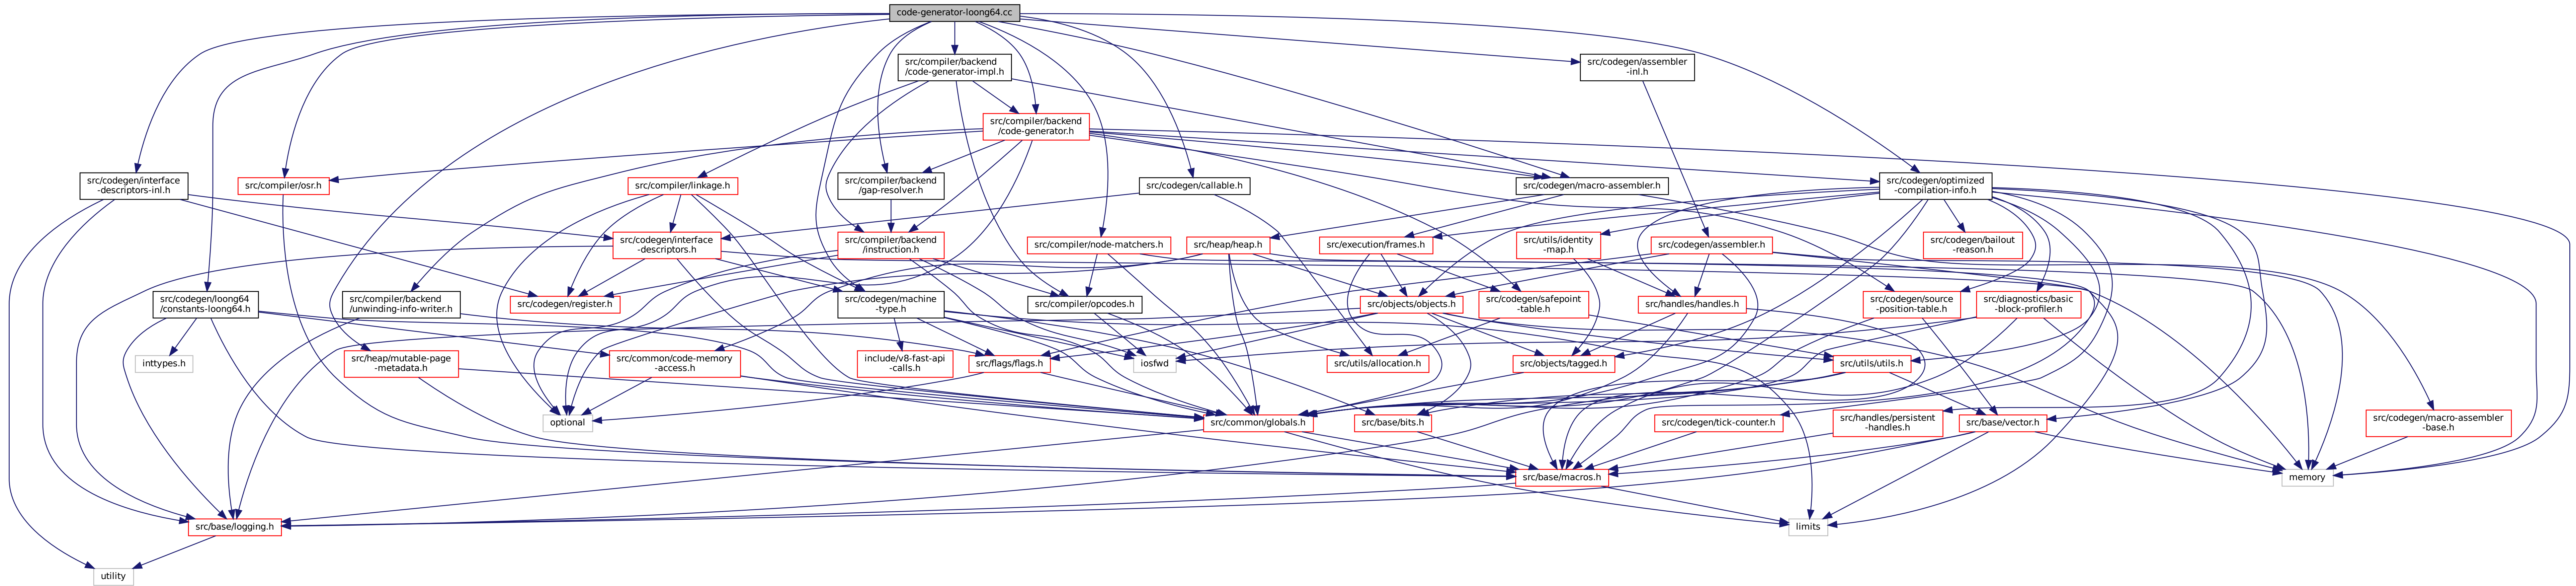 code-generator-loong64.cc
src/compiler/backend
/code-generator-impl.h
src/codegen/assembler
-inl.h
src/compiler/backend
/code-generator.h
src/codegen/interface
-descriptors-inl.h
src/compiler/osr.h
src/compiler/linkage.h
src/compiler/backend
/gap-resolver.h
src/codegen/callable.h
src/codegen/macro-assembler.h
src/codegen/optimized
-compilation-info.h
src/codegen/interface
-descriptors.h
src/compiler/backend
/instruction.h
src/compiler/node-matchers.h
src/heap/heap.h
src/execution/frames.h
src/utils/identity
-map.h
src/codegen/assembler.h
src/codegen/bailout
-reason.h
src/codegen/loong64
/constants-loong64.h
src/compiler/backend
/unwinding-info-writer.h
src/codegen/register.h
src/codegen/machine
-type.h
src/compiler/opcodes.h
src/objects/objects.h
src/codegen/safepoint
-table.h
src/handles/handles.h
src/codegen/source
-position-table.h
src/diagnostics/basic
-block-profiler.h
inttypes.h
src/heap/mutable-page
-metadata.h
src/common/code-memory
-access.h
include/v8-fast-api
-calls.h
src/flags/flags.h
iosfwd
src/utils/allocation.h
src/objects/tagged.h
src/utils/utils.h
optional
src/common/globals.h
src/base/bits.h
src/codegen/tick-counter.h
src/handles/persistent
-handles.h
src/base/vector.h
src/codegen/macro-assembler
-base.h
src/base/macros.h
memory
src/base/logging.h
limits
utility